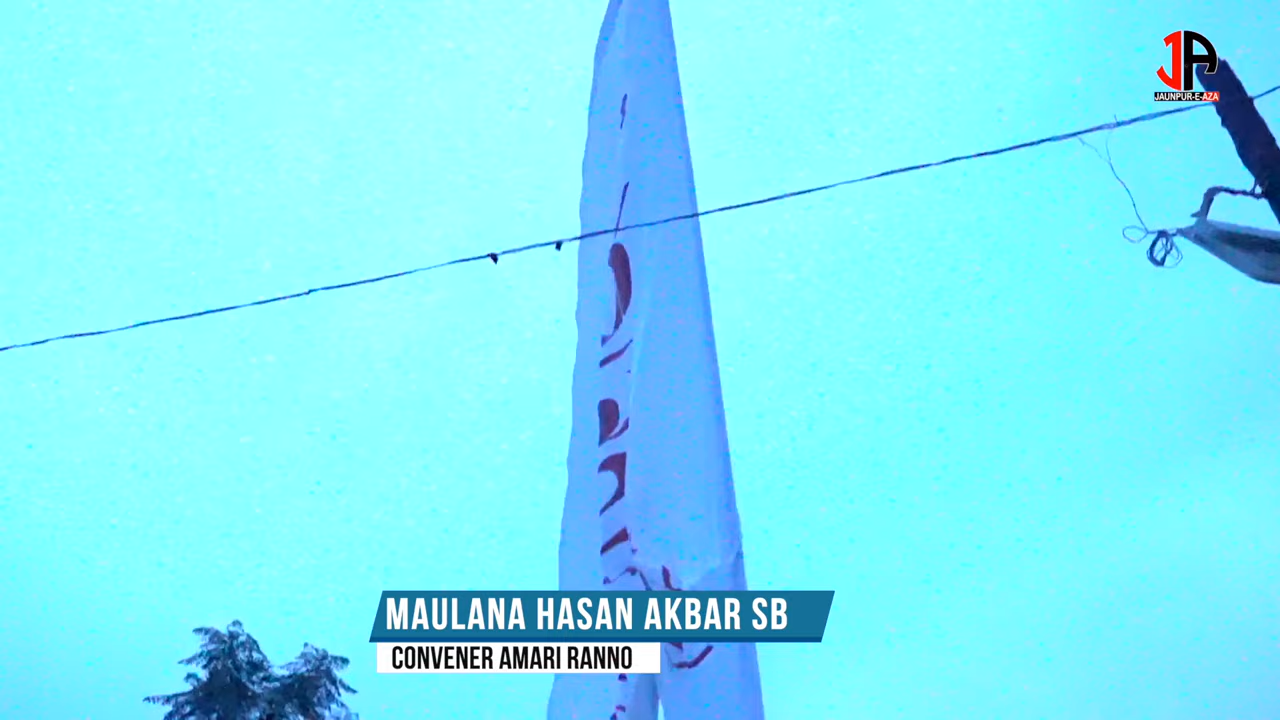 JA
JAUNPUR-E-AZA
MAULANA HASAN AKBAR SB
CONVENER AMARI RANNO